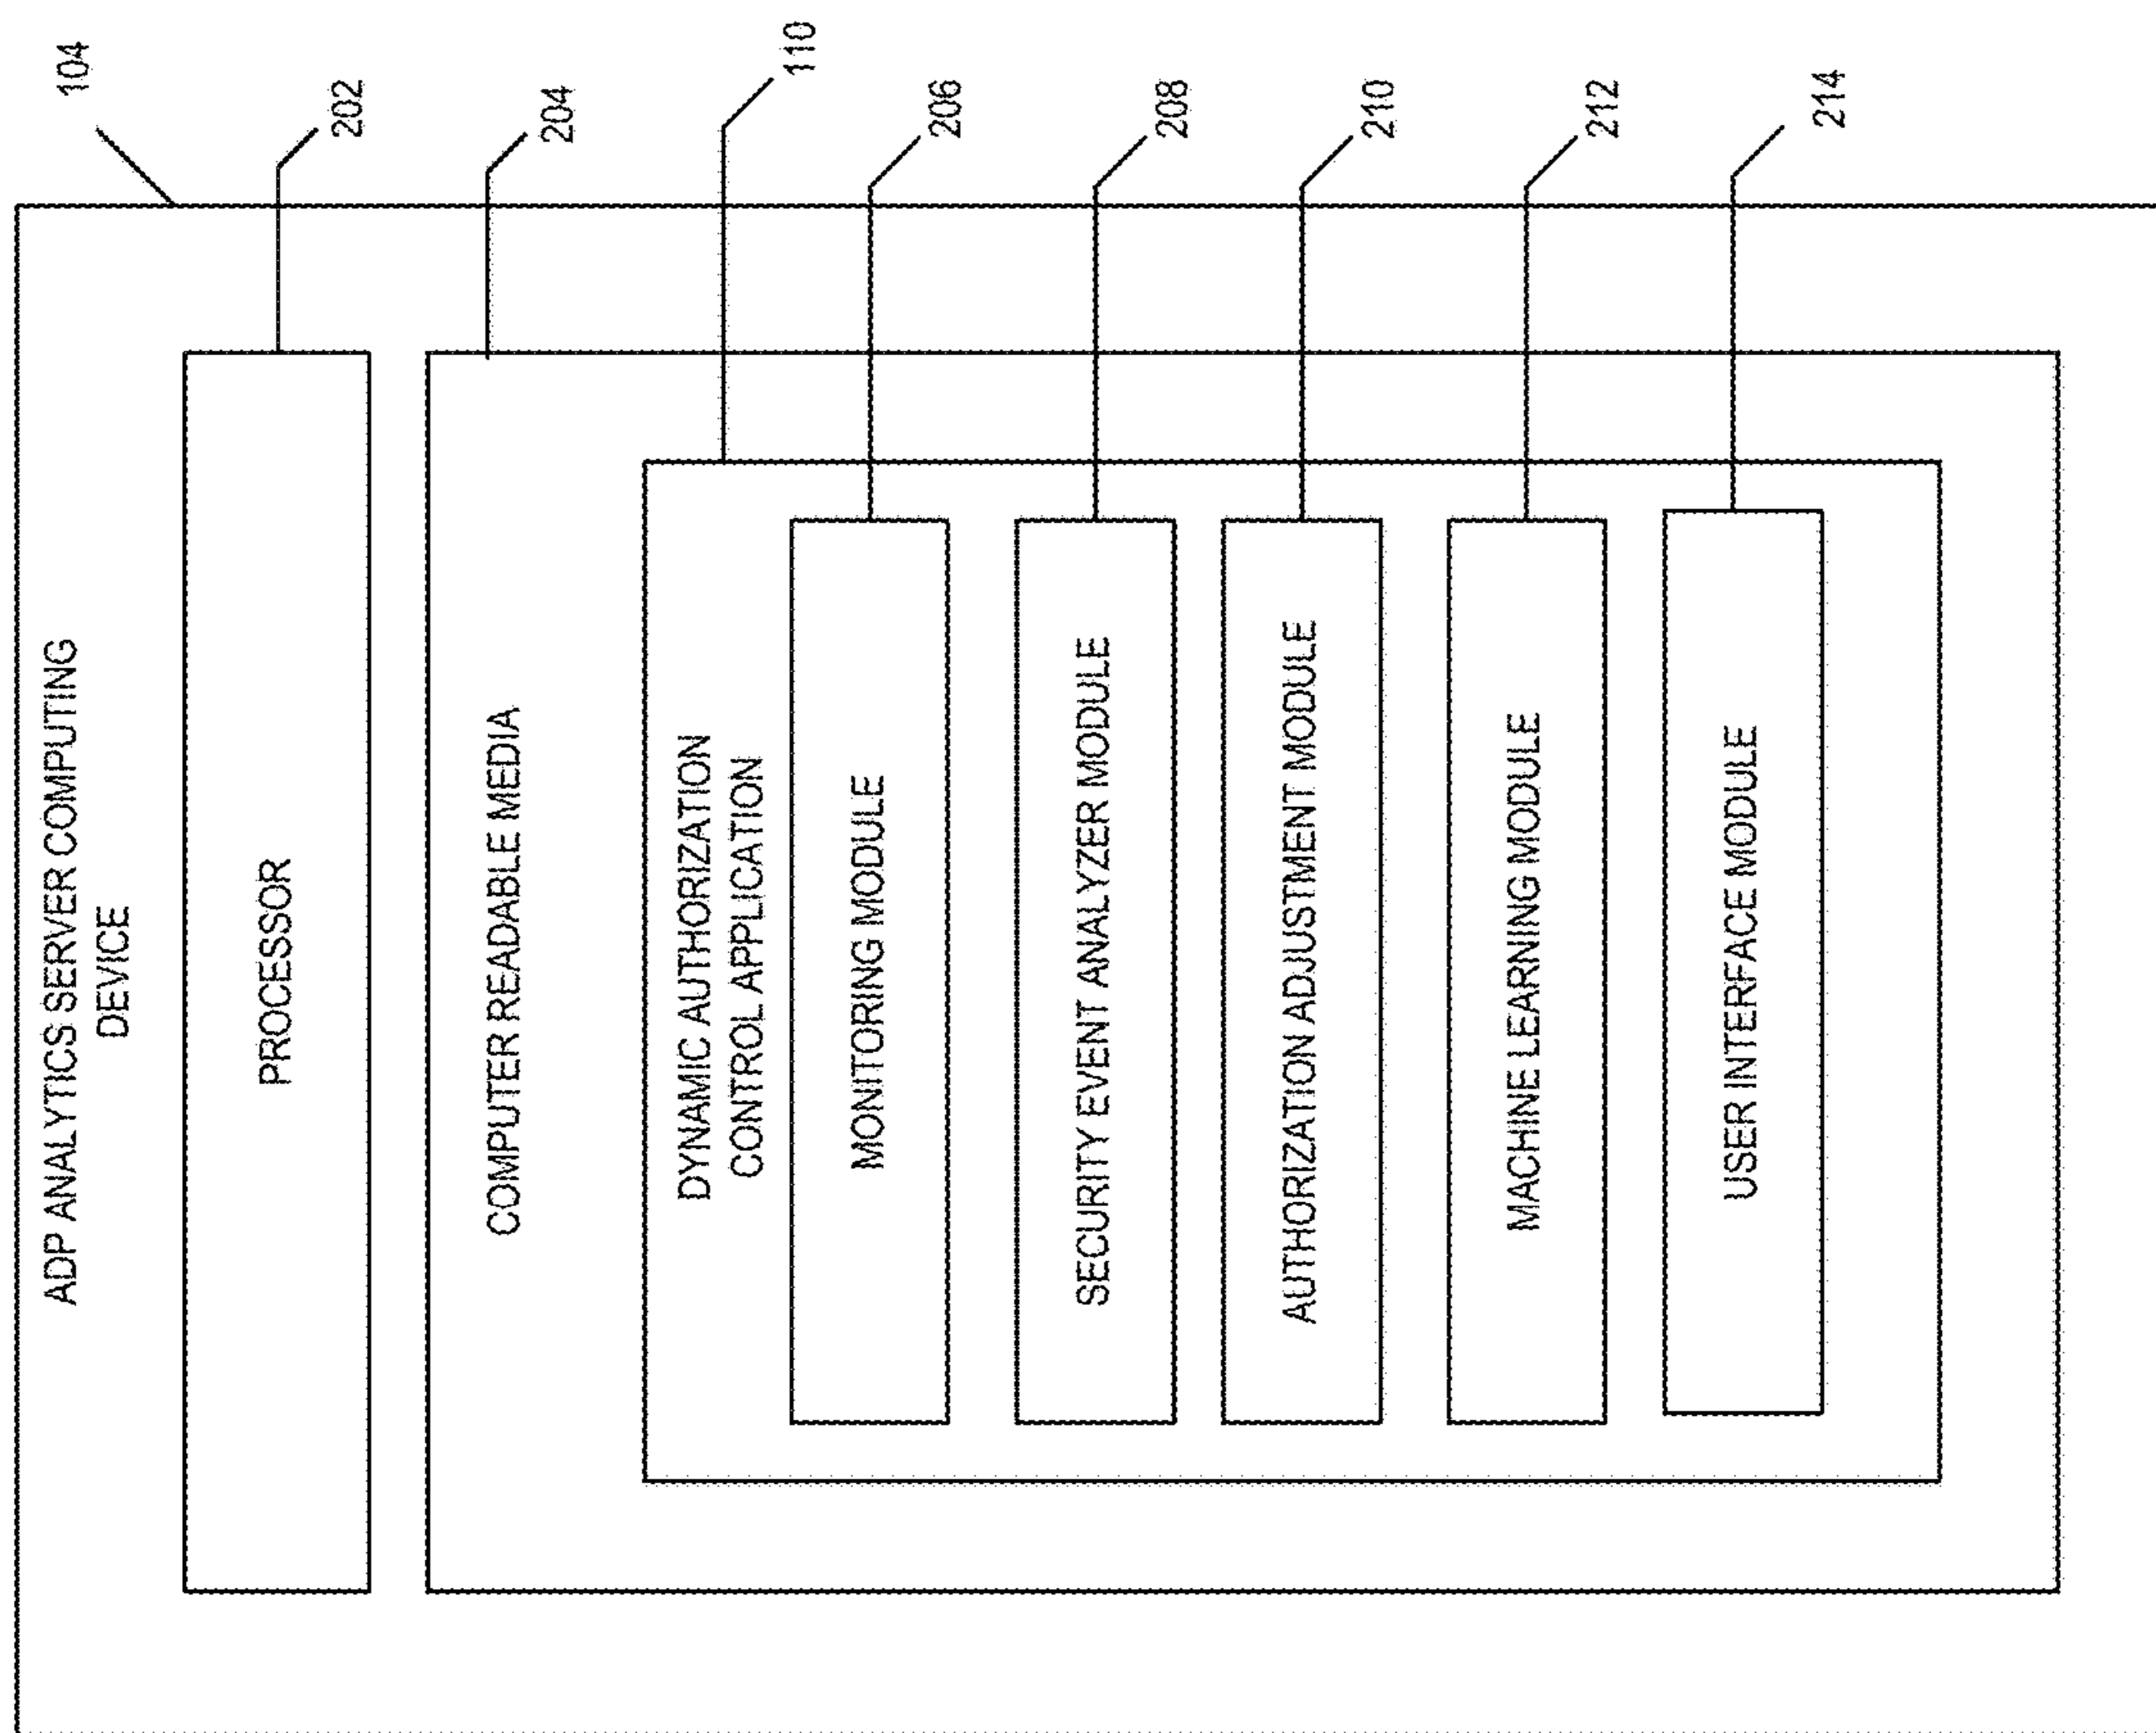 ADP ANALYTICS SERVER COMPUTING
DEVICE
104
PROCESSOR
202
COMPUTER READABLE MEDIA
204
DYNAMIC AUTHORIZATION
CONTROL APPLICATION
110
MONITORING MODULE
206
SECURITY EVENT ANALYZER MODULE
208
AUTHORIZATION ADJUSTMENT MODULE
210
MACHINE LEARNING MODULE
212
USER INTERFACE MODULE
214